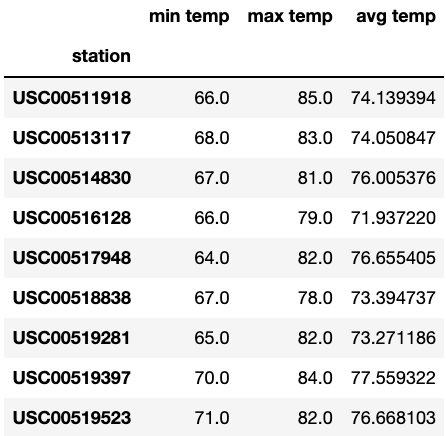 min temp max temp avg temp
station
USC00511918 66.0 85.0 74.139394
USC00513117 68.0 83.0 74.050847
USC00514830 67.0 81.0 76.005376
USC00516128 66.0 79.0 71.937220
USC00517948 64.0 82.0 76.655405
USC00518838 67.0 78.0 73.394737
USC00519281 65.0 82.0 73.271186
USC00519397 70.0 84.0 77.559322
USC00519523 71.0 82.0 76.668103